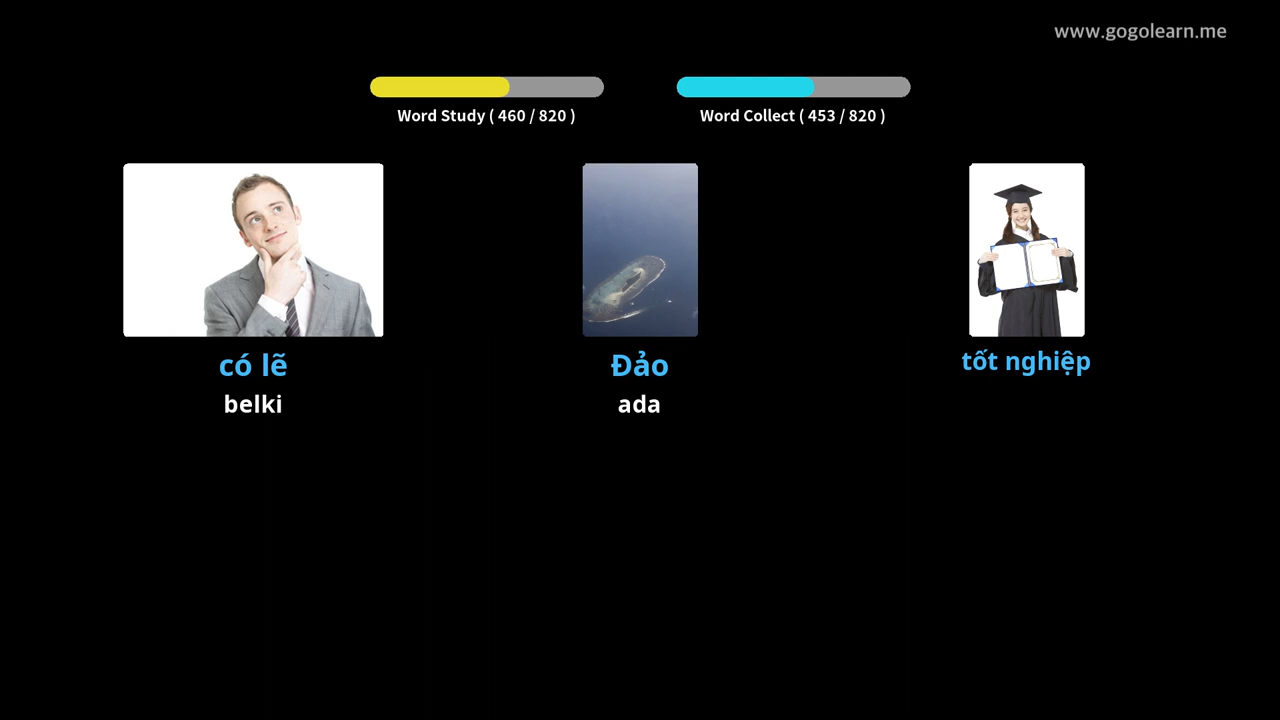 www.gogolearn.me
Word Study ( 460 / 820 )
Word Collect ( 453 / 820 )
có lẽ
belki
Đảo
ada
tốt nghiệp